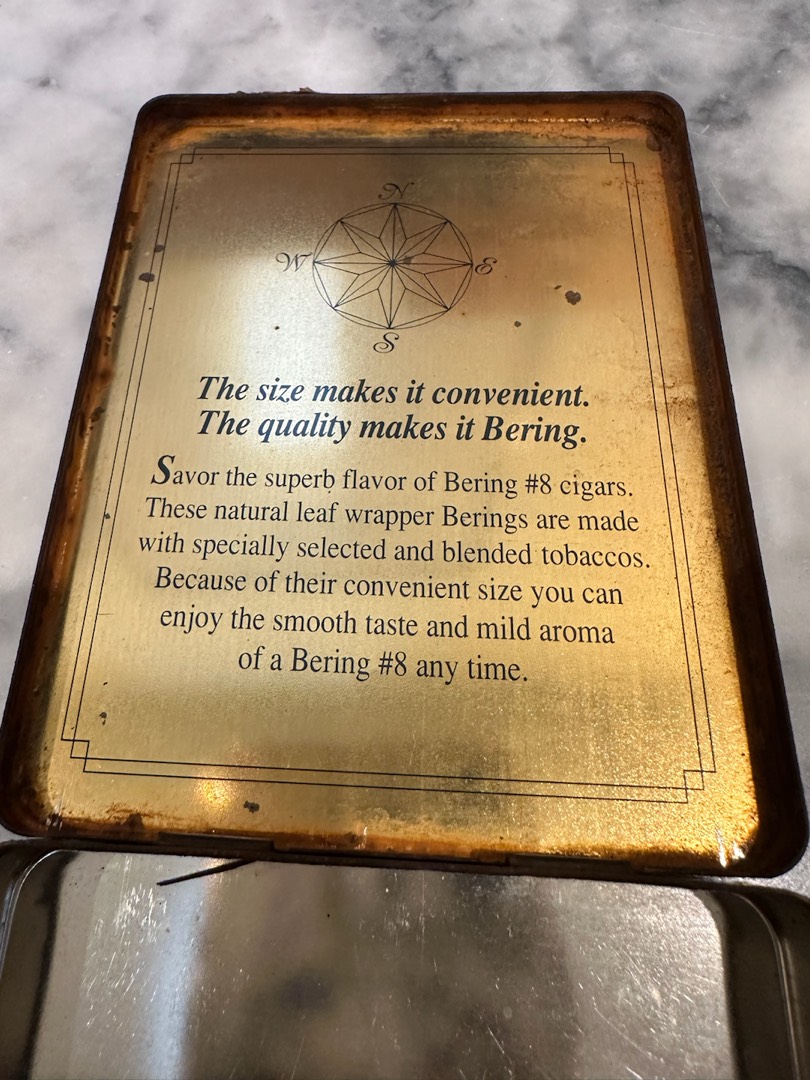 N
W E
S
The size makes it convenient.
The quality makes it Bering.
Savor the superb flavor of Bering #8 cigars.
These natural leaf wrapper Berings are made
with specially selected and blended tobaccos.
Because of their convenient size you can
enjoy the smooth taste and mild aroma
of a Bering #8 any time.